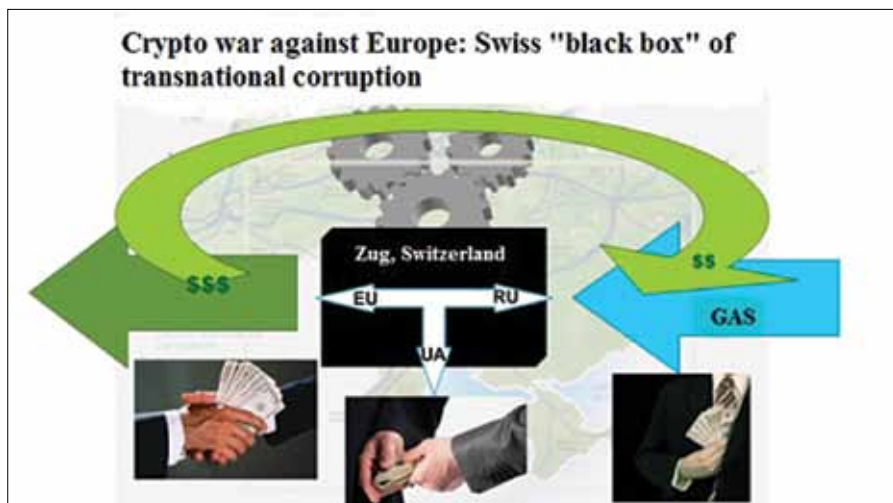 Crypto war against Europe: Swiss "black box" of
transnational corruption
Zug, Switzerland
$$$
$$
EU
RU
GAS
UA